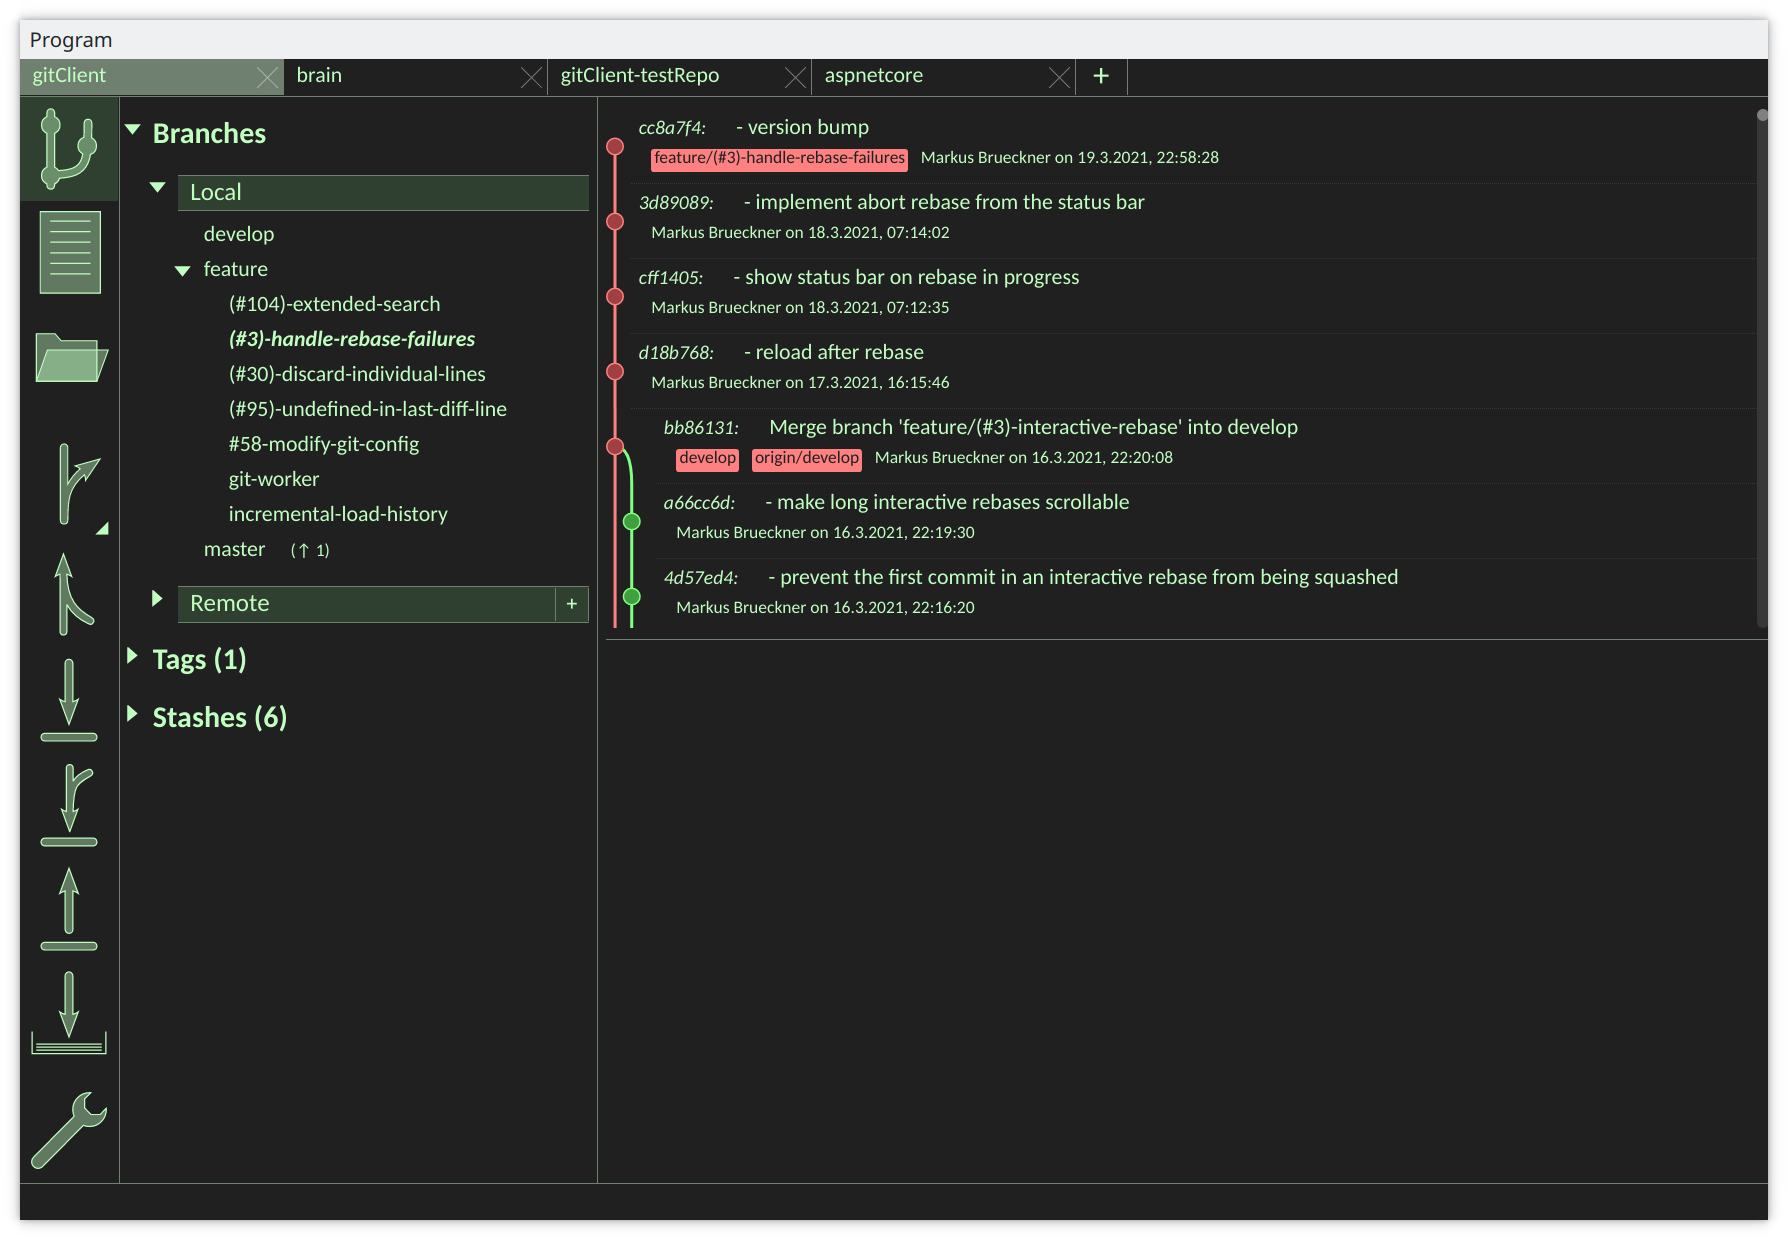 Program
gitClient
brain
gitClient-testRepo
aspnetcore
+
Branches
Local
develop
feature
(#104)-extended-search
(#3)-handle-rebase-failures
(#30)-discard-individual-lines
(#95)-undefined-in-last-diff-line
#58-modify-git-config
git-worker
incremental-load-history
master (↑ 1)
Remote +
Tags (1)
Stashes (6)
cc8a7f4: - version bump
feature/(#3)-handle-rebase-failures Markus Brueckner on 19.3.2021, 22:58:28
3d89089: - implement abort rebase from the status bar
Markus Brueckner on 18.3.2021, 07:14:02
cff1405: - show status bar on rebase in progress
Markus Brueckner on 18.3.2021, 07:12:35
d18b768: - reload after rebase
Markus Brueckner on 17.3.2021, 16:15:46
bb86131: Merge branch 'feature/(#3)-interactive-rebase' into develop
develop origin/develop Markus Brueckner on 16.3.2021, 22:20:08
a66cc6d: - make long interactive rebases scrollable
Markus Brueckner on 16.3.2021, 22:19:30
4d57ed4: - prevent the first commit in an interactive rebase from being squashed
Markus Brueckner on 16.3.2021, 22:16:20